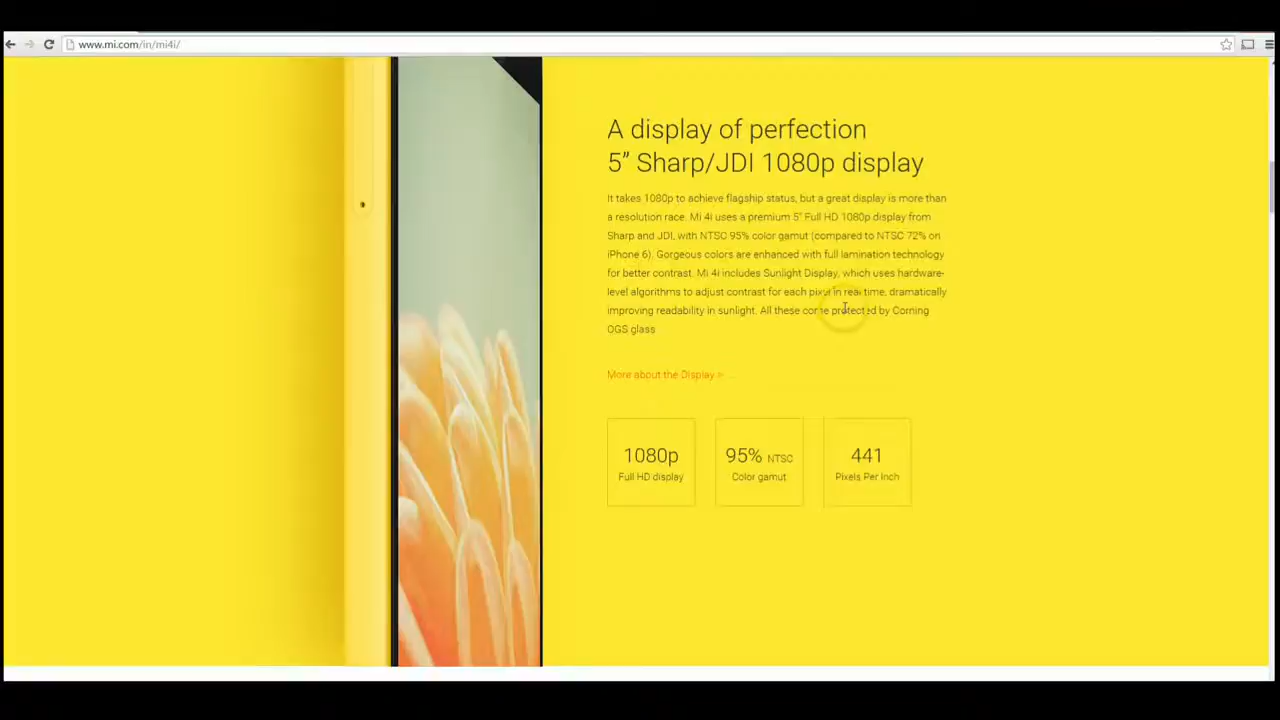 www.mi.com/in/mi4i/
A display of perfection
5” Sharp/JDI 1080p display
It takes 1080p to achieve flagship status, but a great display is more than
a resolution race. Mi 4i uses a premium 5" Full HD 1080p display from
Sharp and JDI, with NTSC 95% color gamut (compared to NTSC 72% on
iPhone 6). Gorgeous colors are enhanced with full lamination technology
for better contrast. Mi 4i includes Sunlight Display, which uses hardware-
level algorithms to adjust contrast for each pixel in real time, dramatically
improving readability in sunlight. All these come protected by Corning
OGS glass
More about the Display >
1080p
Full HD display
95% NTSC
Color gamut
441
Pixels Per Inch